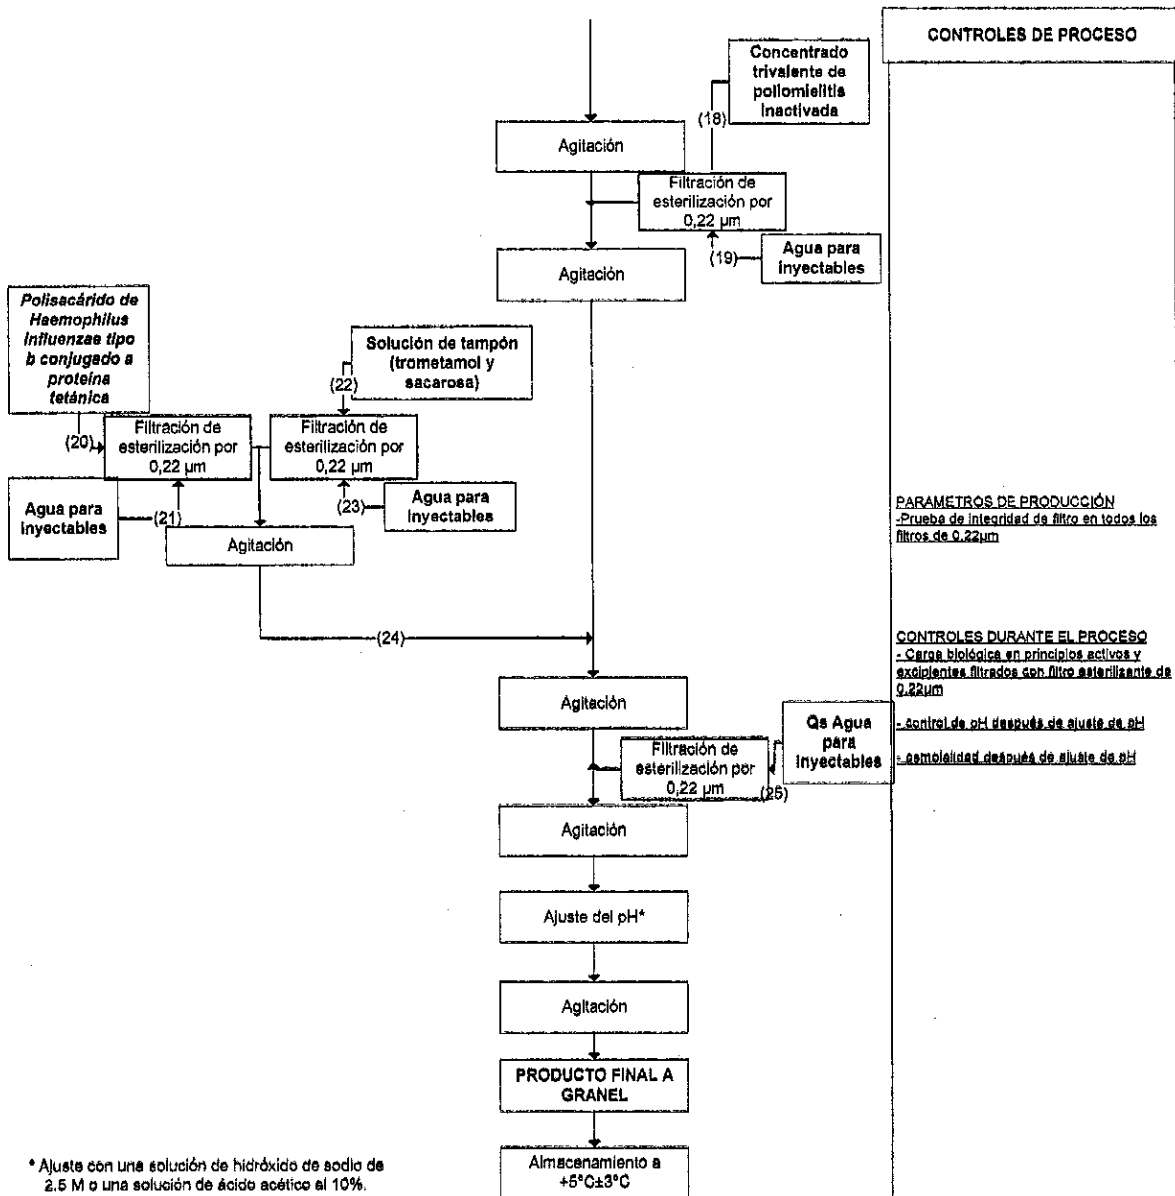 CONTROLES DE PROCESO
Concentrado
trivalente de
poliomielitis
inactivada
(18)
Agitación
Filtración de
esterilización por
0,22 µm
(19)
Agua para
inyectables
Agitación
Polisacárido de
Haemophilus
influenzae tipo
b conjugado a
proteína
tetánica
Solución de tampón
(trometamol y
sacarosa)
(22)
(20)
Filtración de
esterilización por
0,22 µm
Filtración de
esterilización por
0,22 µm
Agua para
inyectables
(21)
(23)
Agua para
inyectables
Agitación
PARAMETROS DE PRODUCCIÓN
-Prueba de integridad de filtro en todos los
filtros de 0.22µm
(24)
CONTROLES DURANTE EL PROCESO
- Carga biológica en principios activos y
excipientes filtrados con filtro esterilizante de
0.22µm
- control de pH después de ajuste de pH
- osmolalidad después de ajuste de pH
Agitación
Qs Agua
para
inyectables
Filtración de
esterilización por
0,22 µm
(25)
Agitación
Ajuste del pH*
Agitación
PRODUCTO FINAL A
GRANEL
Almacenamiento a
+5°C±3°C
* Ajuste con una solución de hidróxido de sodio de
2.5 M o una solución de ácido acético al 10%.